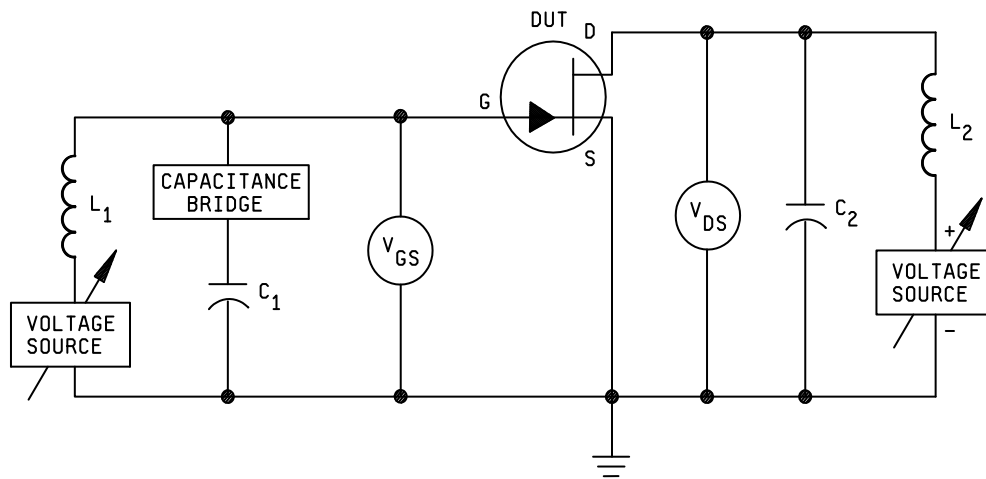 DUT
D
G
S
L1
CAPACITANCE
BRIDGE
C1
VGS
VDS
C2
L2
+
VOLTAGE
SOURCE
-
VOLTAGE
SOURCE